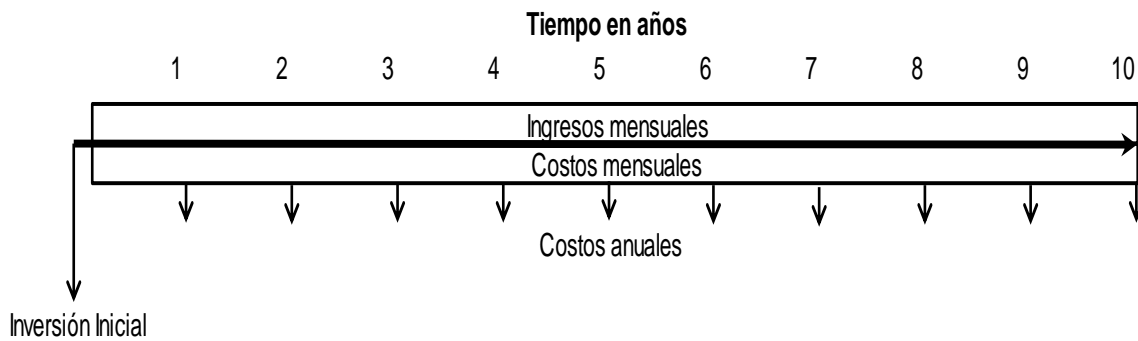 Tiempo en años
1 2 3 4 5 6 7 8 9 10
Ingresos mensuales
Costos mensuales
Costos anuales
Inversión Inicial